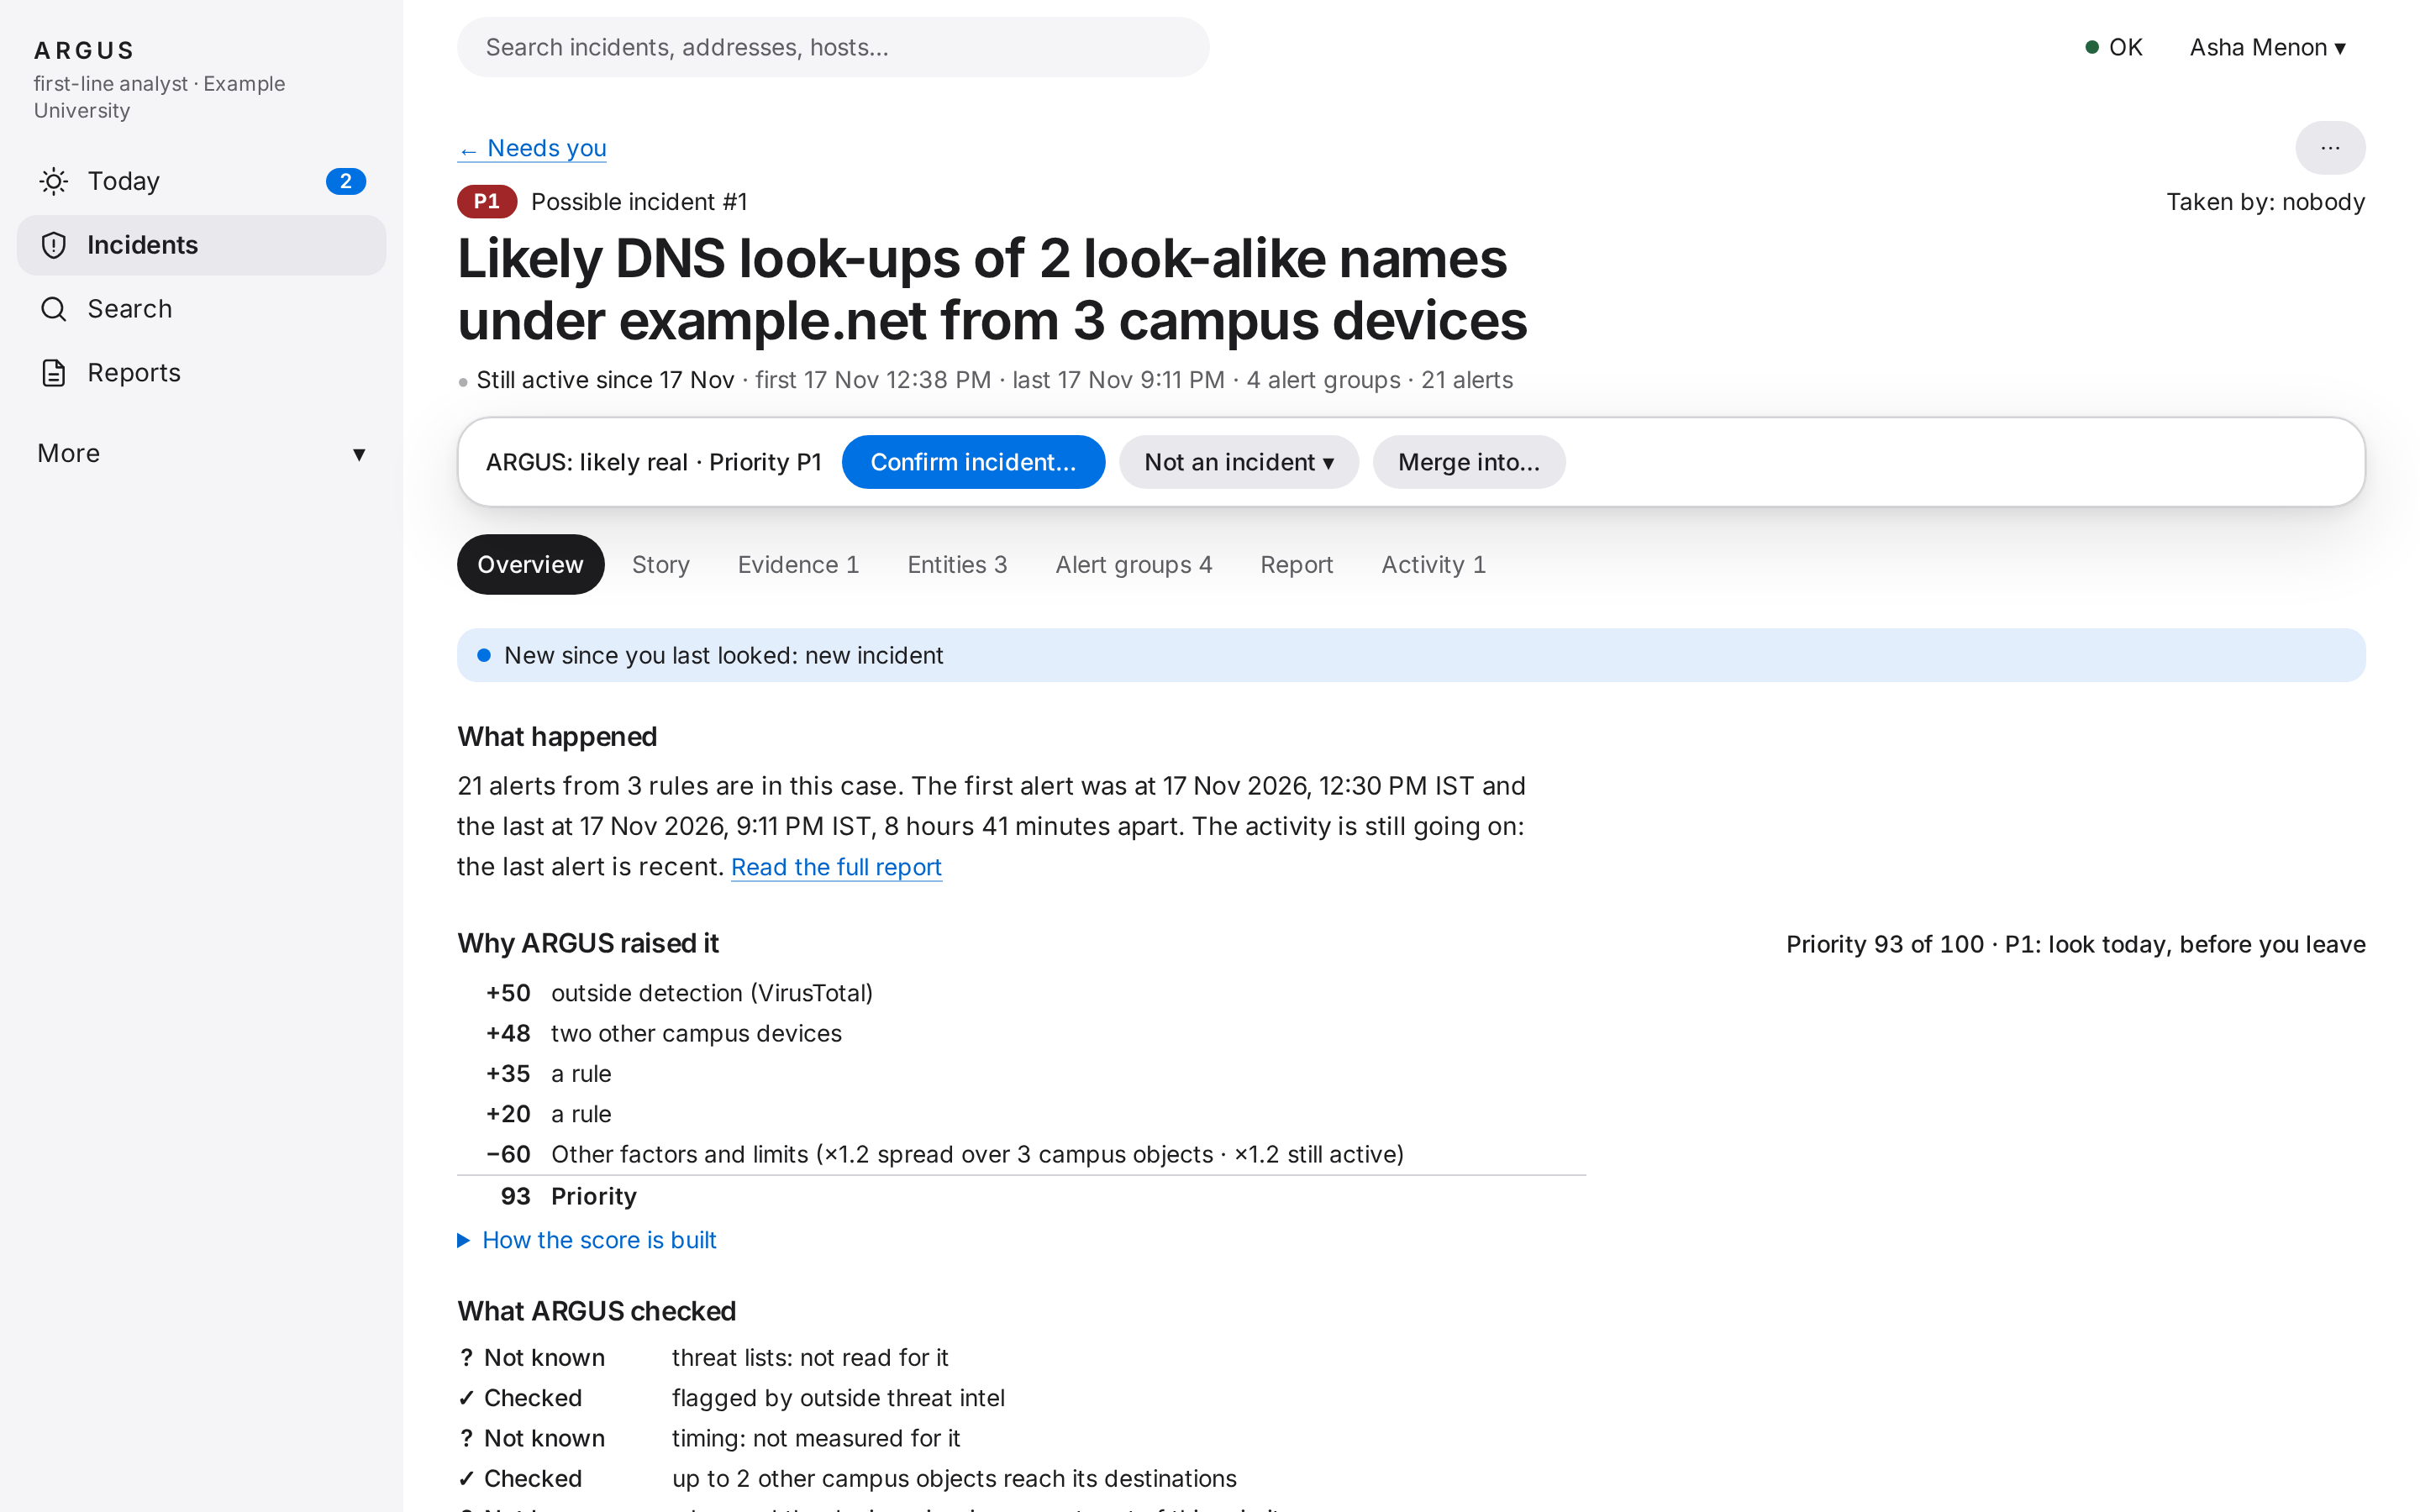 ARGUS
first-line analyst · Example
University
Today 2
Incidents
Search
Reports
More ▾
Search incidents, addresses, hosts...
OK
Asha Menon ▾
← Needs you
···
P1 Possible incident #1
Taken by: nobody
Likely DNS look-ups of 2 look-alike names
under example.net from 3 campus devices
Still active since 17 Nov · first 17 Nov 12:38 PM · last 17 Nov 9:11 PM · 4 alert groups · 21 alerts
ARGUS: likely real · Priority P1 Confirm incident... Not an incident ▾ Merge into...
Overview Story Evidence 1 Entities 3 Alert groups 4 Report Activity 1
New since you last looked: new incident
What happened
21 alerts from 3 rules are in this case. The first alert was at 17 Nov 2026, 12:30 PM IST and
the last at 17 Nov 2026, 9:11 PM IST, 8 hours 41 minutes apart. The activity is still going on:
the last alert is recent. Read the full report
Why ARGUS raised it
Priority 93 of 100 · P1: look today, before you leave
+50 outside detection (VirusTotal)
+48 two other campus devices
+35 a rule
+20 a rule
−60 Other factors and limits (×1.2 spread over 3 campus objects · ×1.2 still active)
93 Priority
▶ How the score is built
What ARGUS checked
? Not known threat lists: not read for it
✓ Checked flagged by outside threat intel
? Not known timing: not measured for it
✓ Checked up to 2 other campus objects reach its destinations